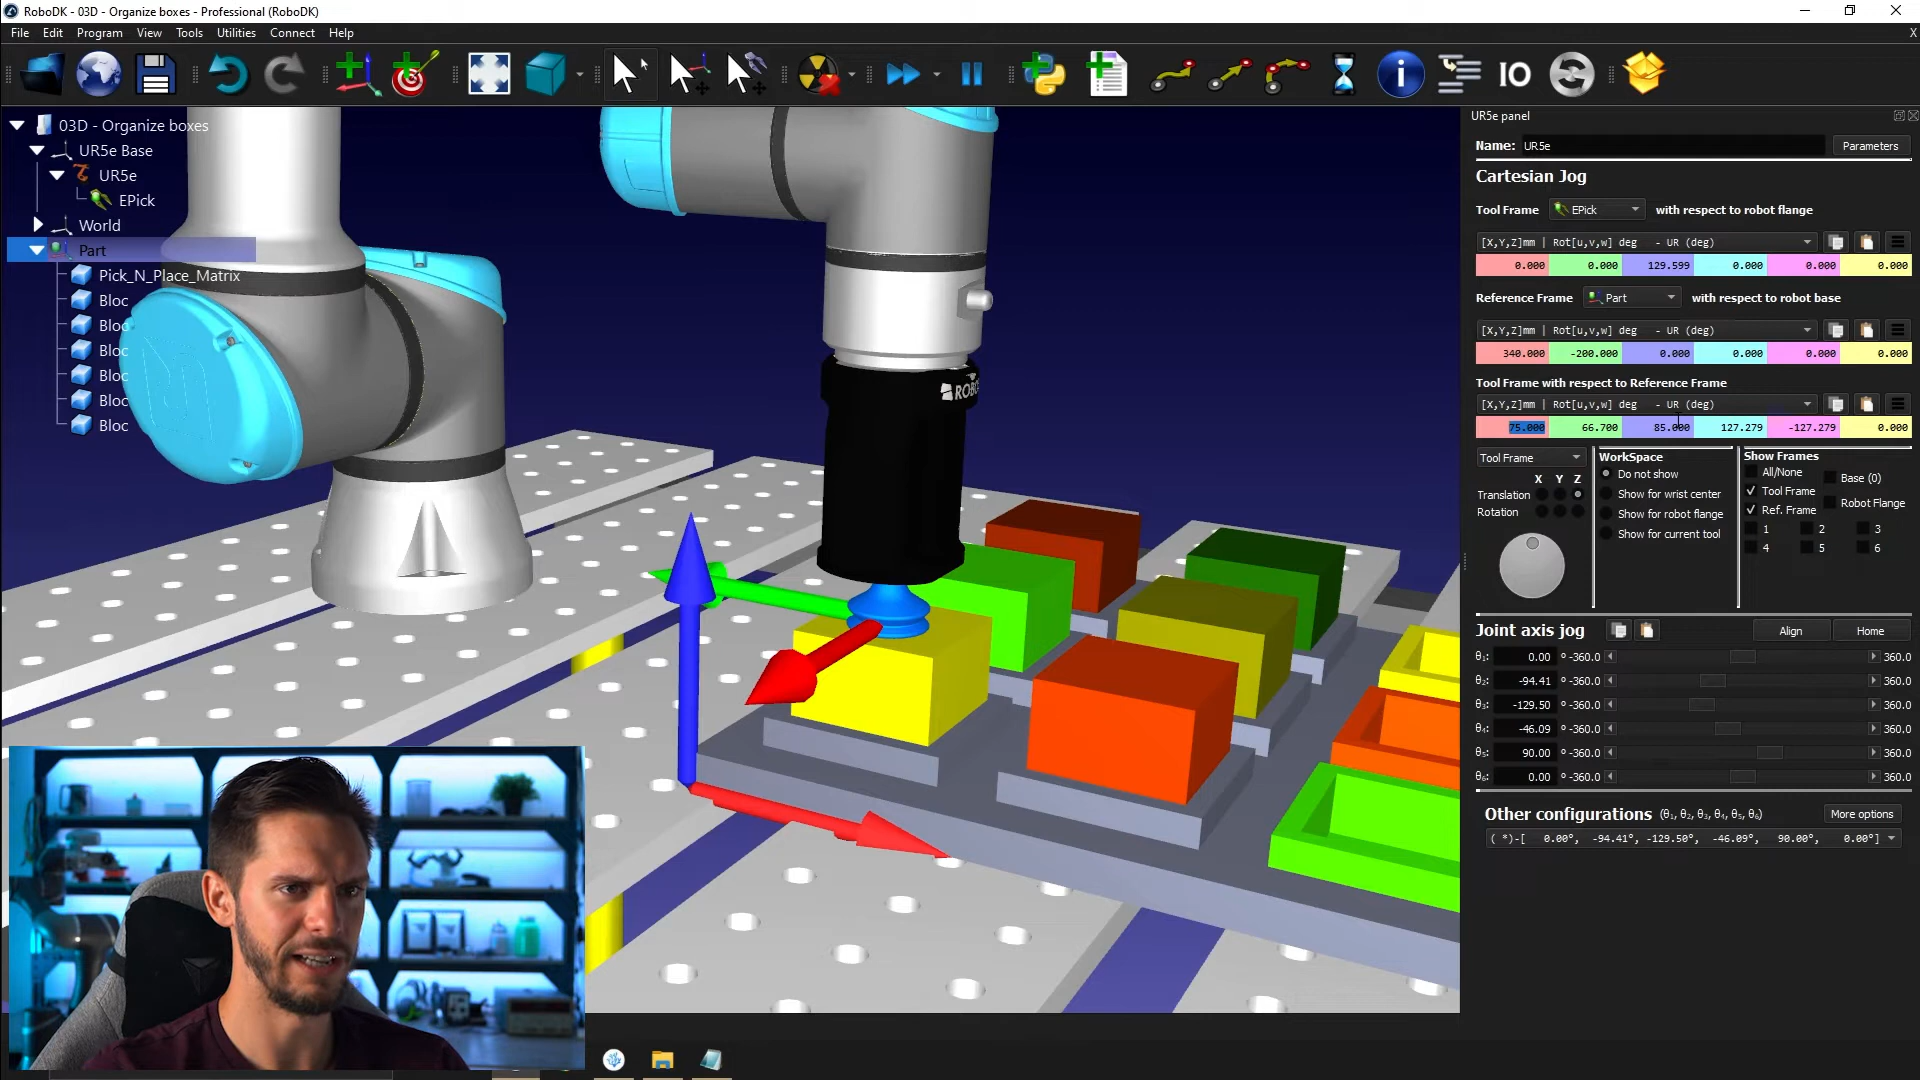 RoboDK - 03D - Organize boxes - Professional (RoboDK)
File Edit Program View Tools Utilities Connect Help X
IO
03D - Organize boxes
UR5e Base
UR5e
EPick
World
Part
Pick_N_Place_Matrix
Bloc
Bloc
Bloc
Bloc
Bloc
Bloc
UR5e panel
Name: UR5e Parameters
Cartesian Jog
Tool Frame EPick with respect to robot flange
[X,Y,Z]mm | Rot[u,v,w] deg - UR (deg)
0.000 0.000 129.599 0.000 0.000 0.000
Reference Frame Part with respect to robot base
[X,Y,Z]mm | Rot[u,v,w] deg - UR (deg)
340.000 -200.000 0.000 0.000 0.000 0.000
Tool Frame with respect to Reference Frame
[X,Y,Z]mm | Rot[u,v,w] deg - UR (deg)
75.000 66.700 85.000 127.279 -127.279 0.000
Tool Frame
X Y Z
Translation
Rotation
WorkSpace
Do not show
Show for wrist center
Show for robot flange
Show for current tool
Show Frames
All/None Base (0)
Tool Frame
Robot Flange
Ref. Frame
1 2 3
4 5 6
Joint axis jog Align Home
θ₁: 0.00 º -360.0 360.0
θ₂: -94.41 º -360.0 360.0
θ₃: -129.50 º -360.0 360.0
θ₄: -46.09 º -360.0 360.0
θ₅: 90.00 º -360.0 360.0
θ₆: 0.00 º -360.0 360.0
Other configurations (θ₁, θ₂, θ₃, θ₄, θ₅, θ₆) More options
( *)-[ 0.00°, -94.41°, -129.50°, -46.09°, 90.00°, 0.00°]